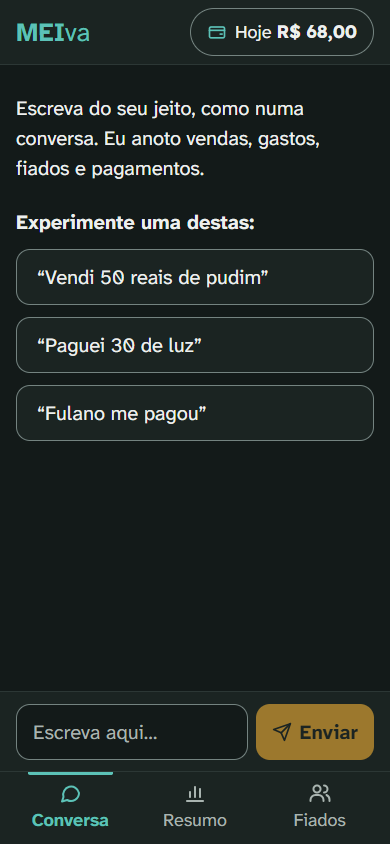 MEIva
Hoje R$ 68,00
Escreva do seu jeito, como numa
conversa. Eu anoto vendas, gastos,
fiados e pagamentos.
Experimente uma destas:
“Vendi 50 reais de pudim”
“Paguei 30 de luz”
“Fulano me pagou”
Escreva aqui...
Enviar
Conversa
Resumo
Fiados